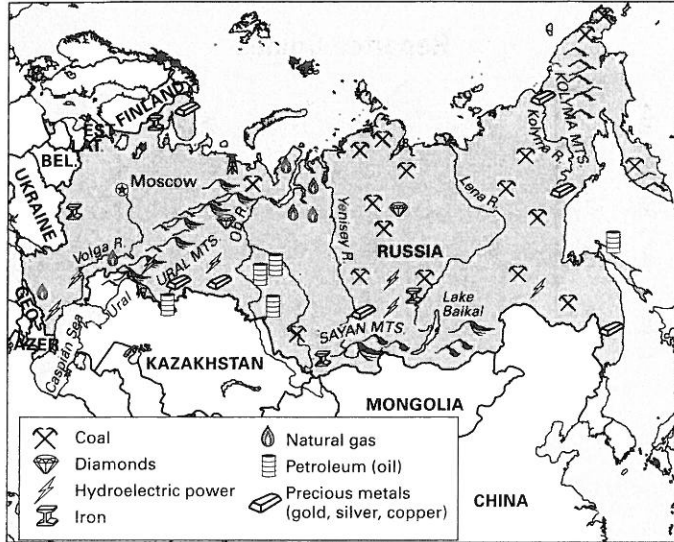 FINLAND
EST.
LAT.
BEL.
UKRAINE
Moscow
Volga R.
URAL MTS.
OB R.
Ural
GEO.
AZER.
Caspian Sea
KAZAKHSTAN
Yenisey R.
RUSSIA
Lena R.
Kolyma R.
KOLYMA MTS.
Lake
Baikal
SAYAN MTS.
MONGOLIA
CHINA
Coal
Diamonds
Hydroelectric power
Iron
Natural gas
Petroleum (oil)
Precious metals
(gold, silver, copper)